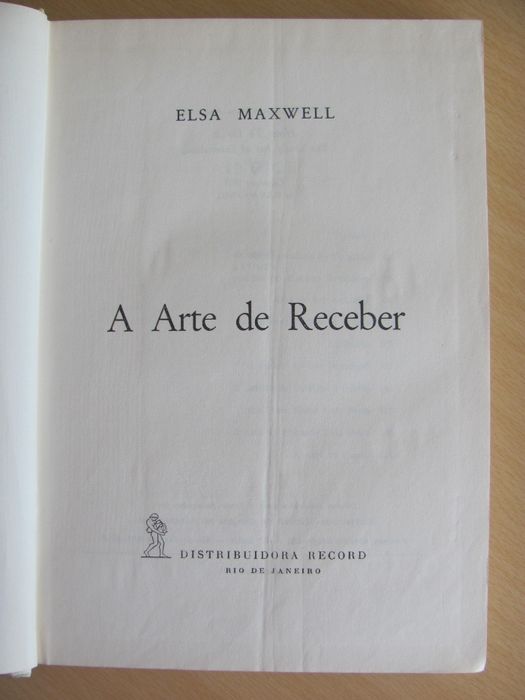 ELSA MAXWELL
A Arte de Receber
DISTRIBUIDORA RECORD
RIO DE JANEIRO